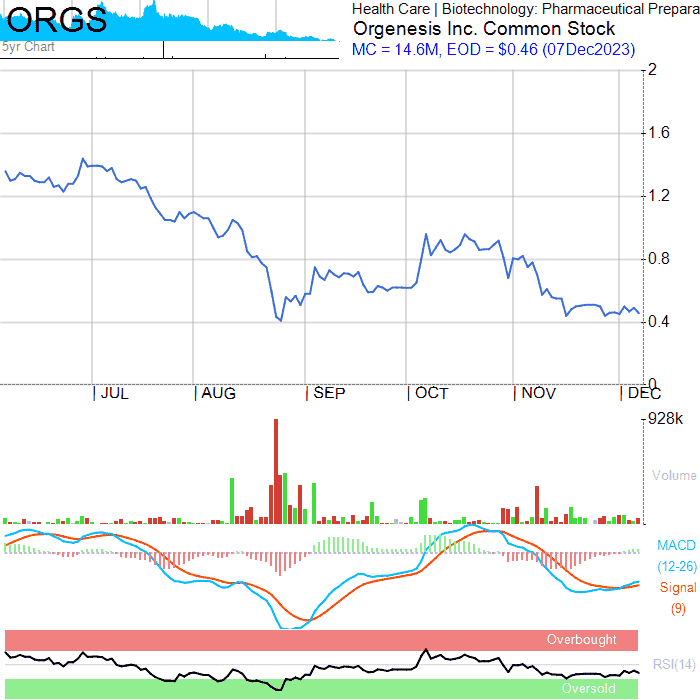 ORGS
5yr Chart
Health Care | Biotechnology: Pharmaceutical Prepara
Orgenesis Inc. Common Stock
MC = 14.6M, EOD = $0.46 (07Dec2023)
2
1.6
1.2
0.8
0.4
0
JUL
AUG
SEP
OCT
NOV
DEC
928k
Volume
MACD
(12-26)
Signal
(9)
Overbought
RSI(14)
Oversold